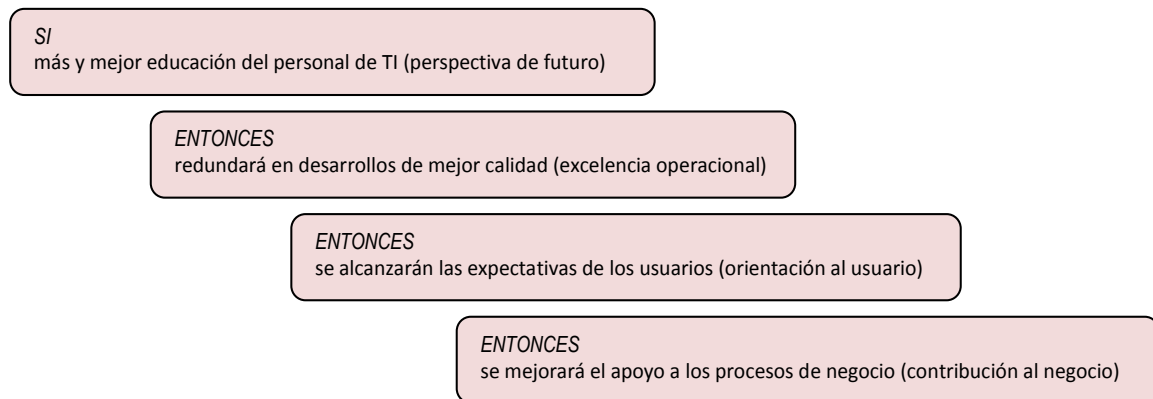 SI
más y mejor educación del personal de TI (perspectiva de futuro)
ENTONCES
redundará en desarrollos de mejor calidad (excelencia operacional)
ENTONCES
se alcanzarán las expectativas de los usuarios (orientación al usuario)
ENTONCES
se mejorará el apoyo a los procesos de negocio (contribución al negocio)